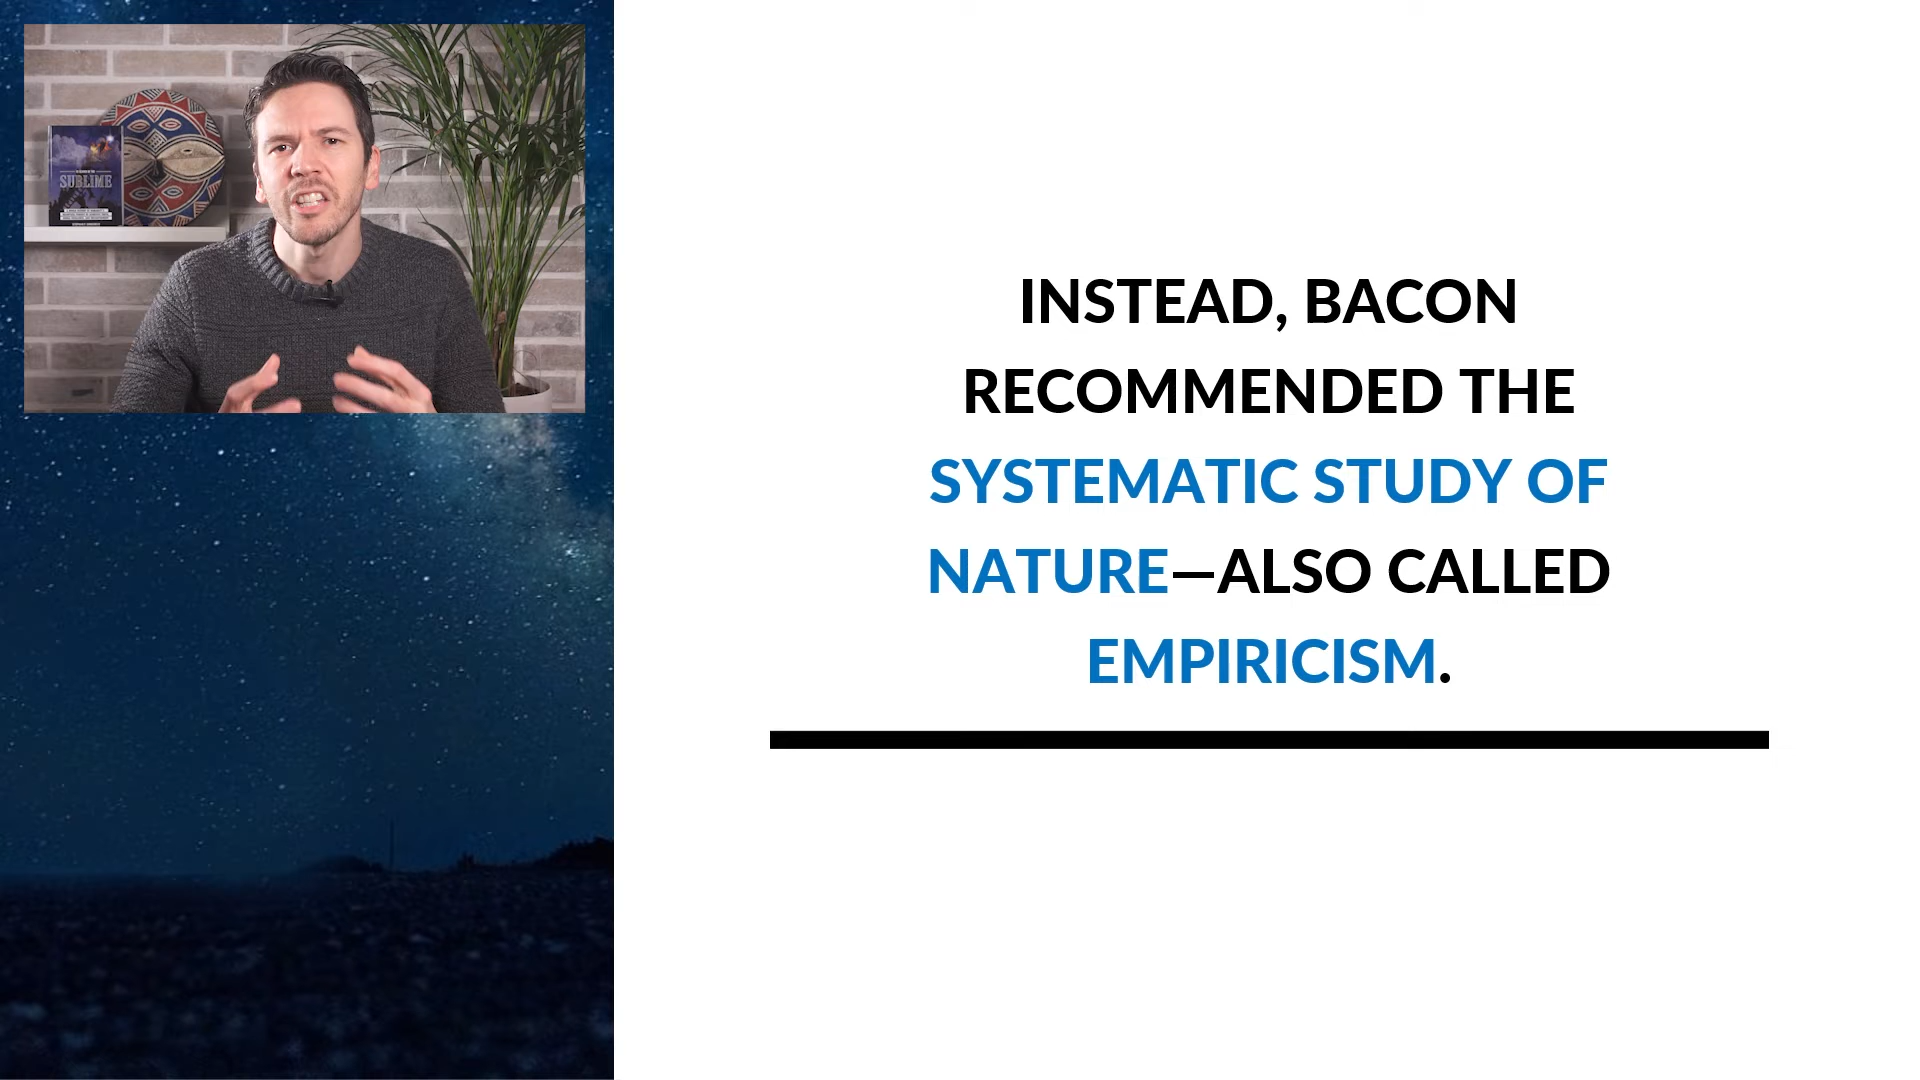 SUBLIME
INSTEAD, BACON
RECOMMENDED THE
SYSTEMATIC STUDY OF
NATURE—ALSO CALLED
EMPIRICISM.